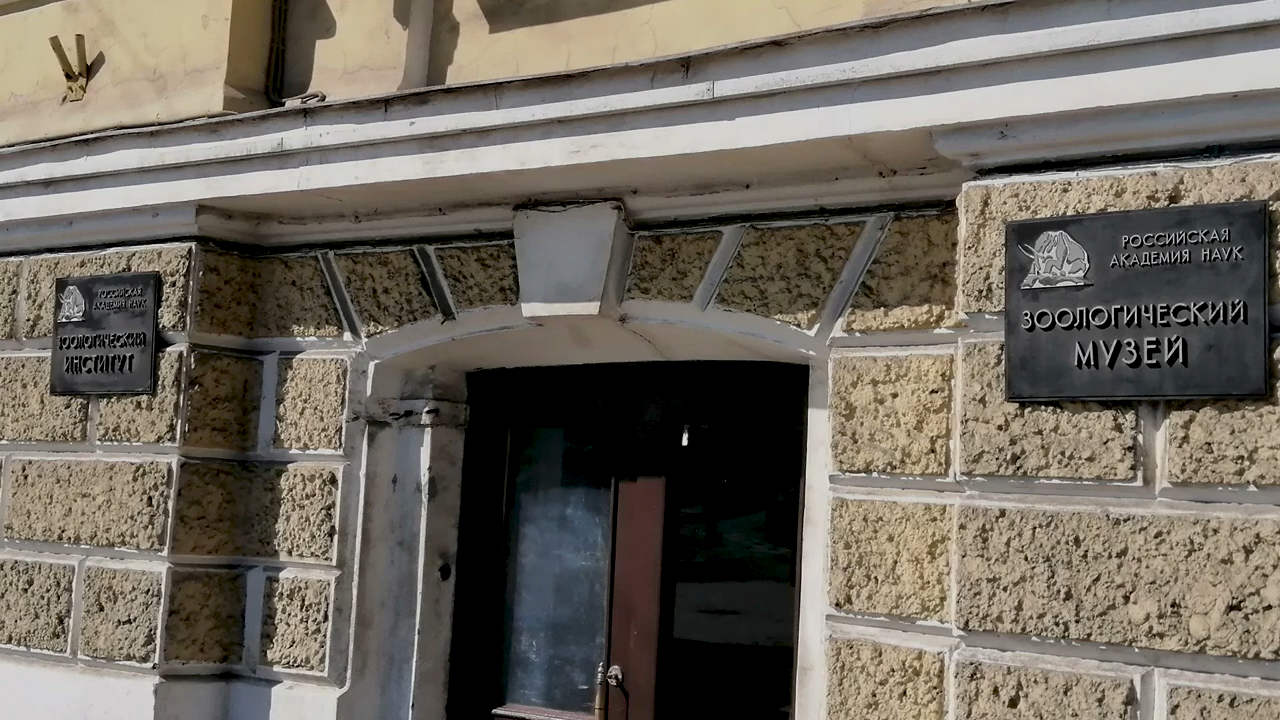 РОССИЙСКАЯ
АКАДЕМИЯ НАУК
ЗООЛОГИЧЕСКИЙ
ИНСТИТУТ
РОССИЙСКАЯ
АКАДЕМИЯ НАУК
ЗООЛОГИЧЕСКИЙ
МУЗЕЙ